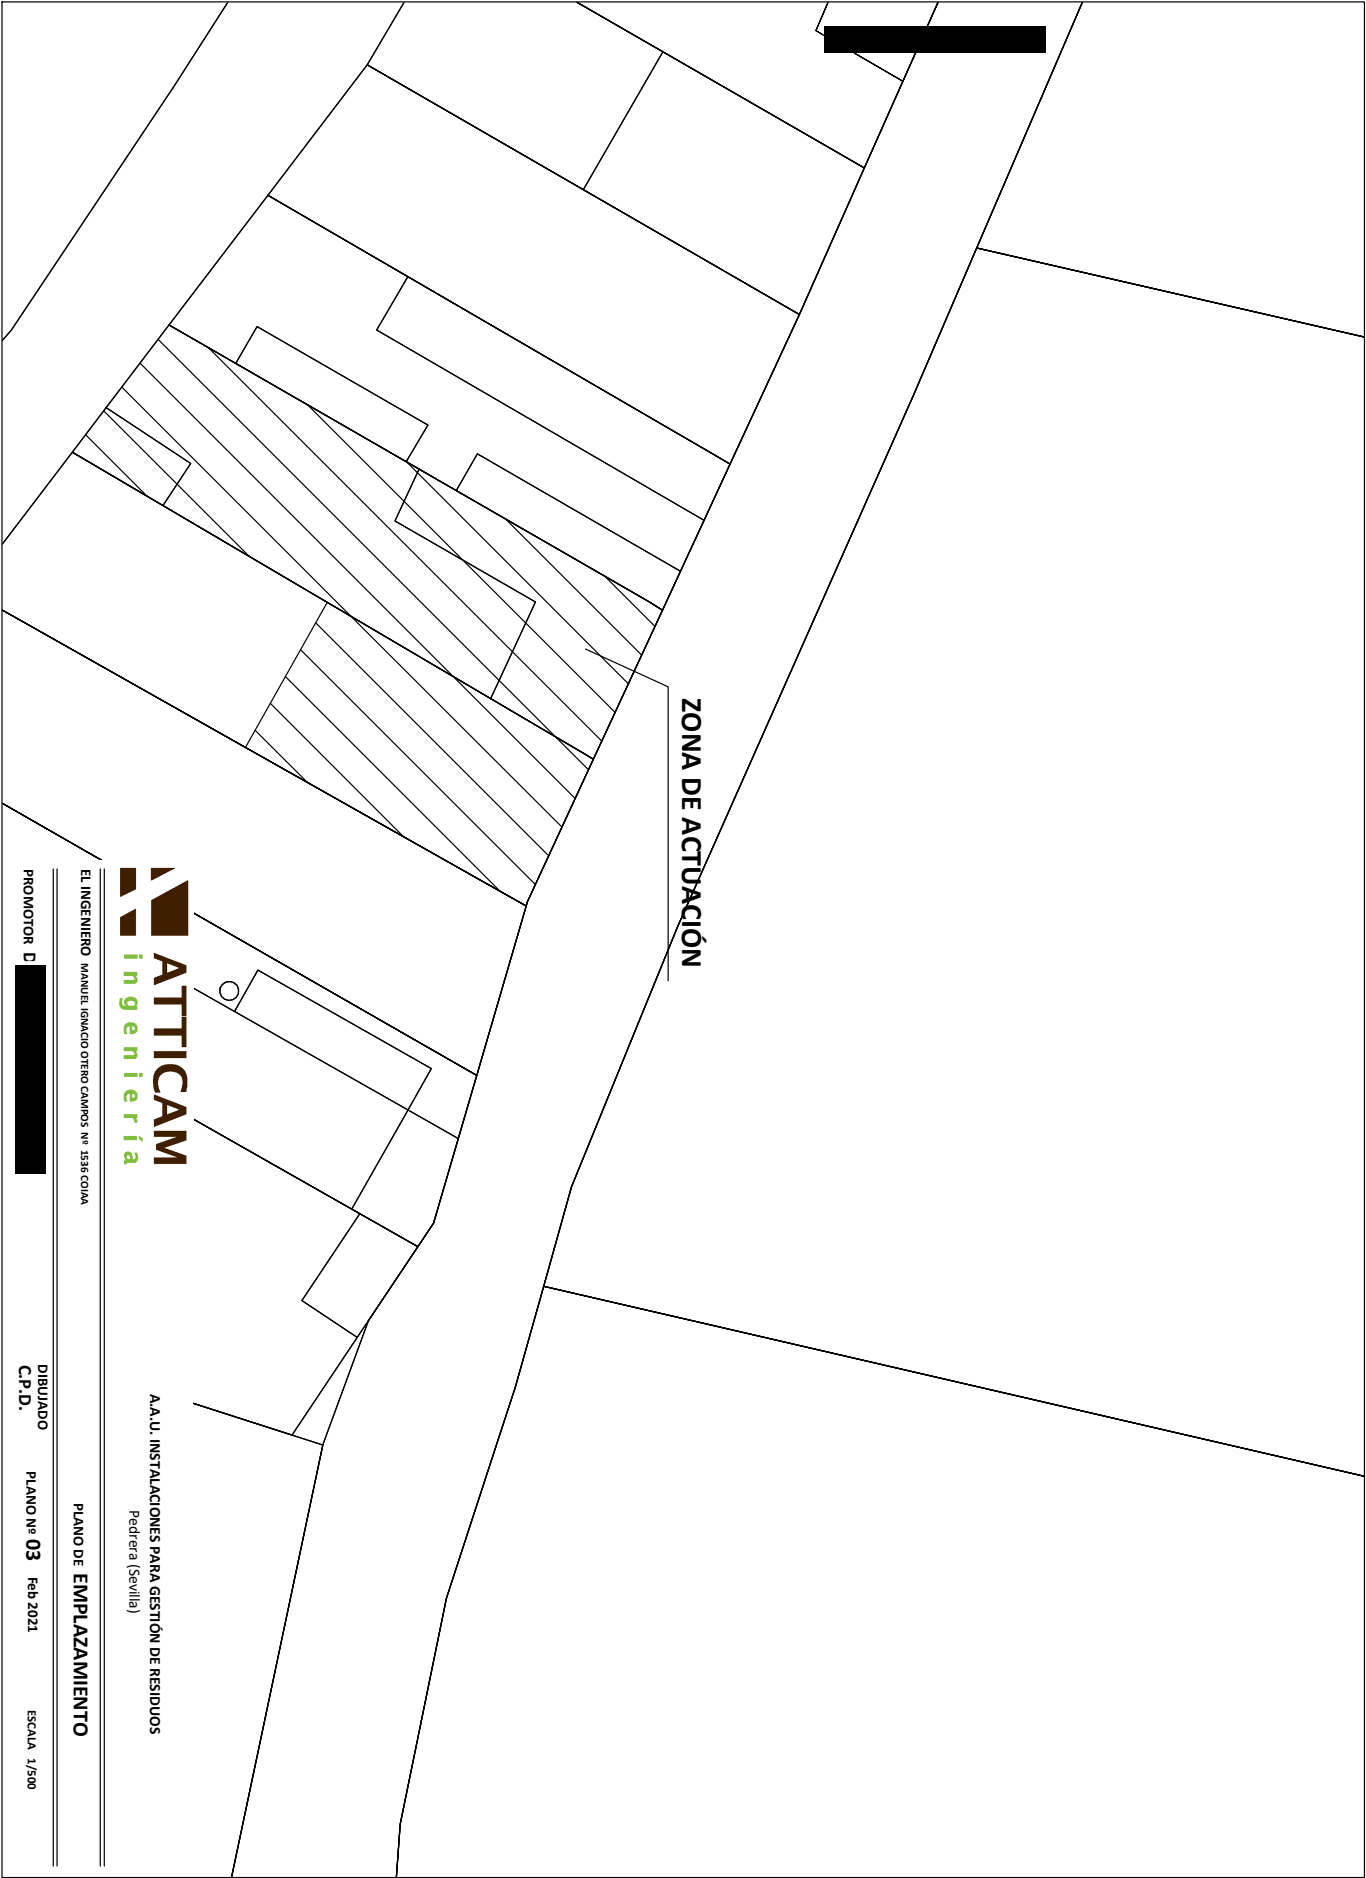 ZONA DE ACTUACIÓN
ATTICAM
ingeniería
A.A.U. INSTALACIONES PARA GESTIÓN DE RESIDUOS
Pedrera (Sevilla)
EL INGENIERO MANUEL IGNACIO OTERO CAMPOS Nº 1536 COIAA
PLANO DE EMPLAZAMIENTO
PROMOTOR D
DIBUJADO
C.P.D.
PLANO Nº 03 Feb 2021
ESCALA 1/500